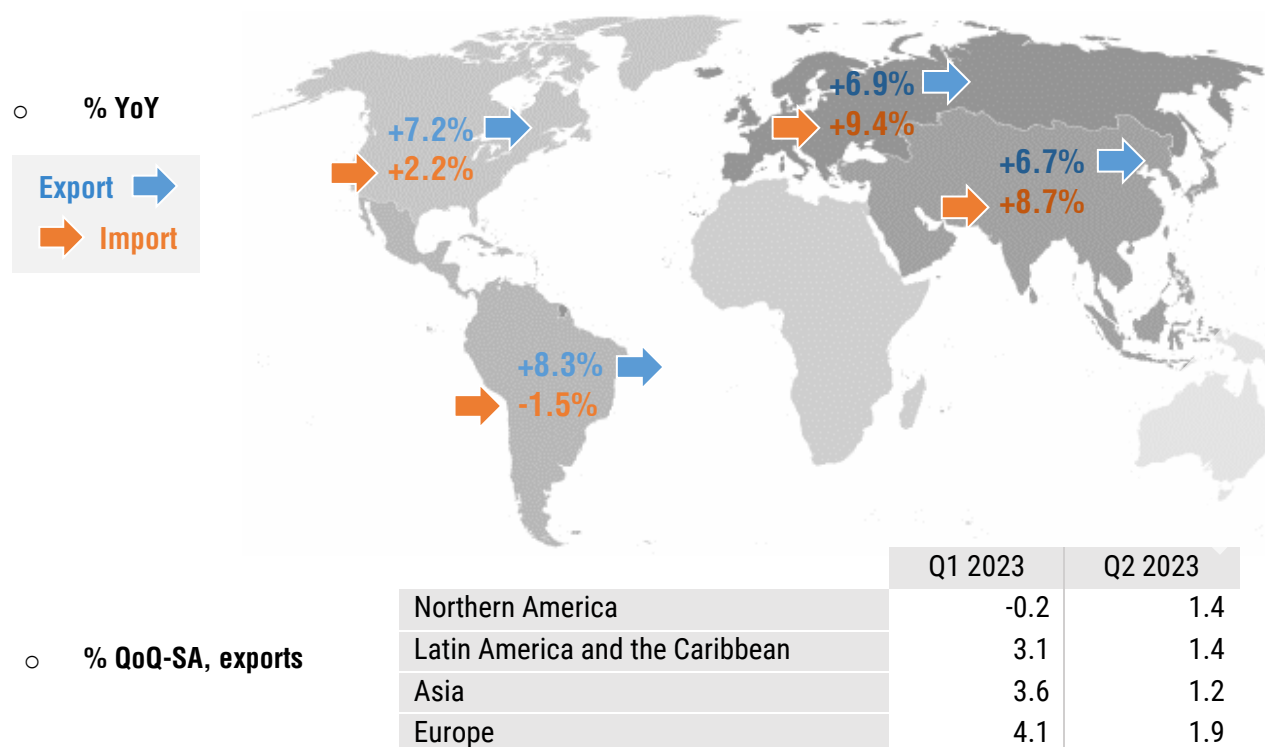 % YoY
Export
Import
+7.2%
+2.2%
+6.9%
+9.4%
+6.7%
+8.7%
+8.3%
-1.5%
Q1 2023 Q2 2023
% QoQ-SA, exports
Northern America -0.2 1.4
Latin America and the Caribbean 3.1 1.4
Asia 3.6 1.2
Europe 4.1 1.9